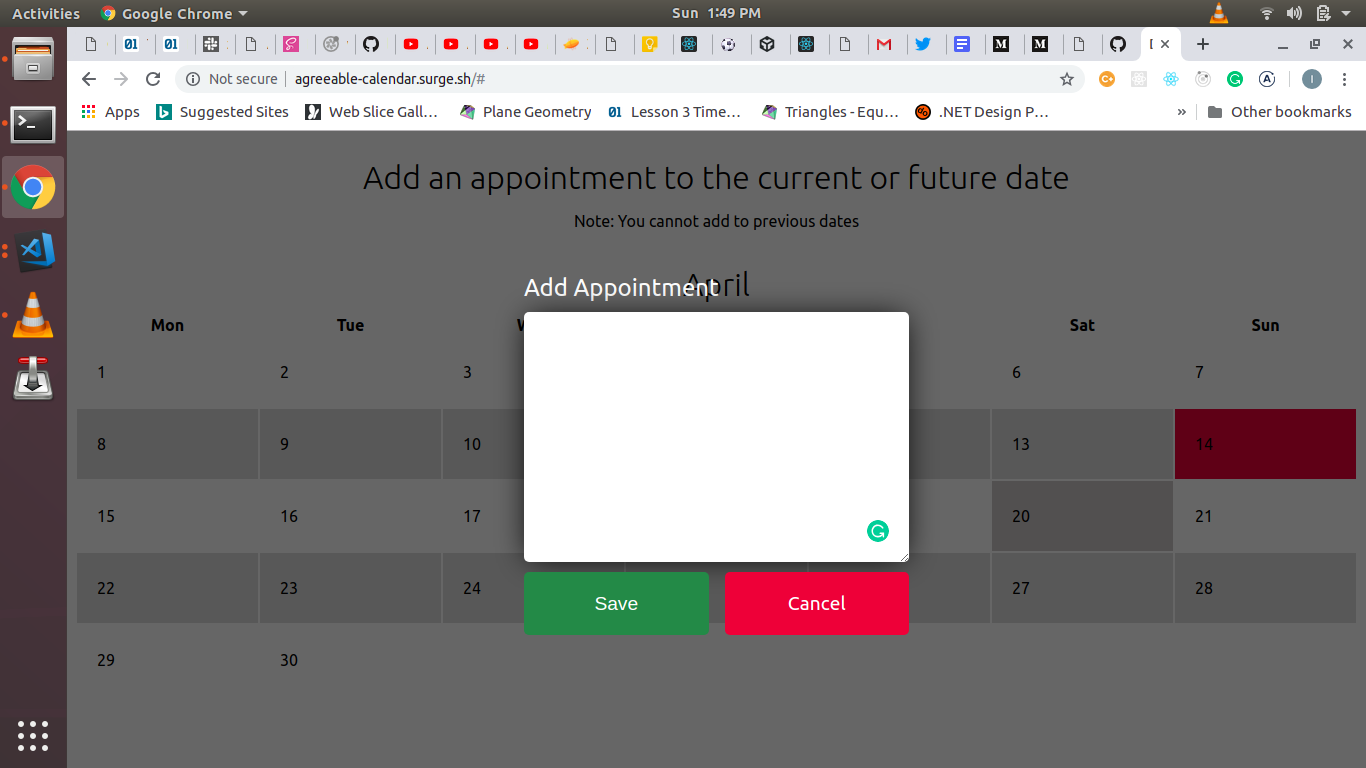 Activities Google Chrome Sun 1:49 PM
Not secure agreeable-calendar.surge.sh/#
Apps Suggested Sites Web Slice Gall… Plane Geometry Lesson 3 Time… Triangles - Equ… .NET Design P… » Other bookmarks
Add an appointment to the current or future date
Note: You cannot add to previous dates
April
Add Appointment
Mon Tue W Sat Sun
1 2 3 6 7
8 9 10 13 14
15 16 17 20 21
22 23 24 27 28
Save Cancel
29 30